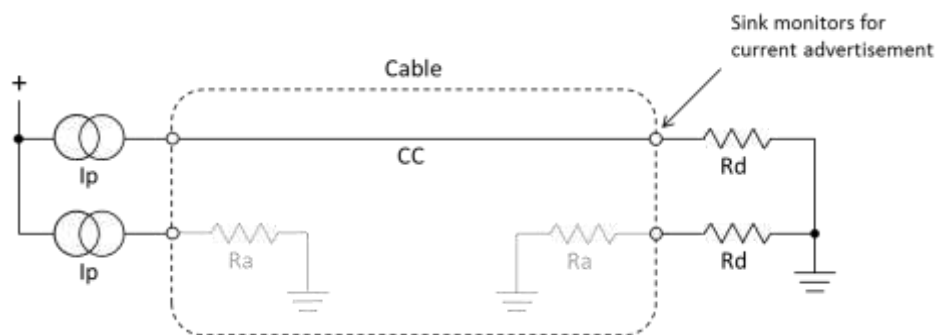 Sink monitors for
current advertisement
Cable
+
CC
Ip
Rd
Ip
Ra
Ra
Rd